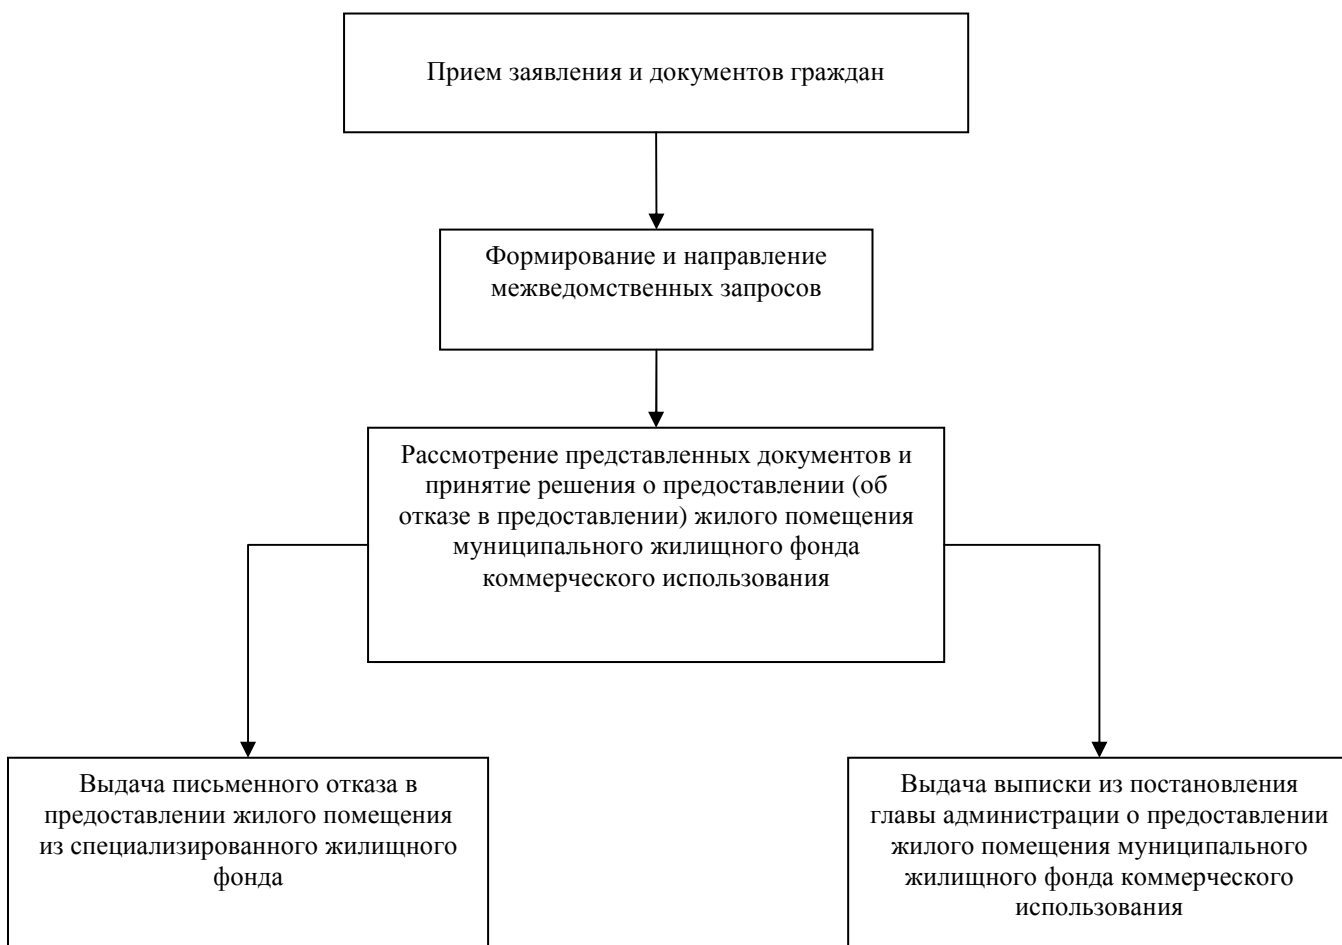 Прием заявления и документов граждан
Формирование и направление
межведомственных запросов
Рассмотрение представленных документов и
принятие решения о предоставлении (об
отказе в предоставлении) жилого помещения
муниципального жилищного фонда
коммерческого использования
Выдача письменного отказа в
предоставлении жилого помещения
из специализированного жилищного
фонда
Выдача выписки из постановления
главы администрации о предоставлении
жилого помещения муниципального
жилищного фонда коммерческого
использования